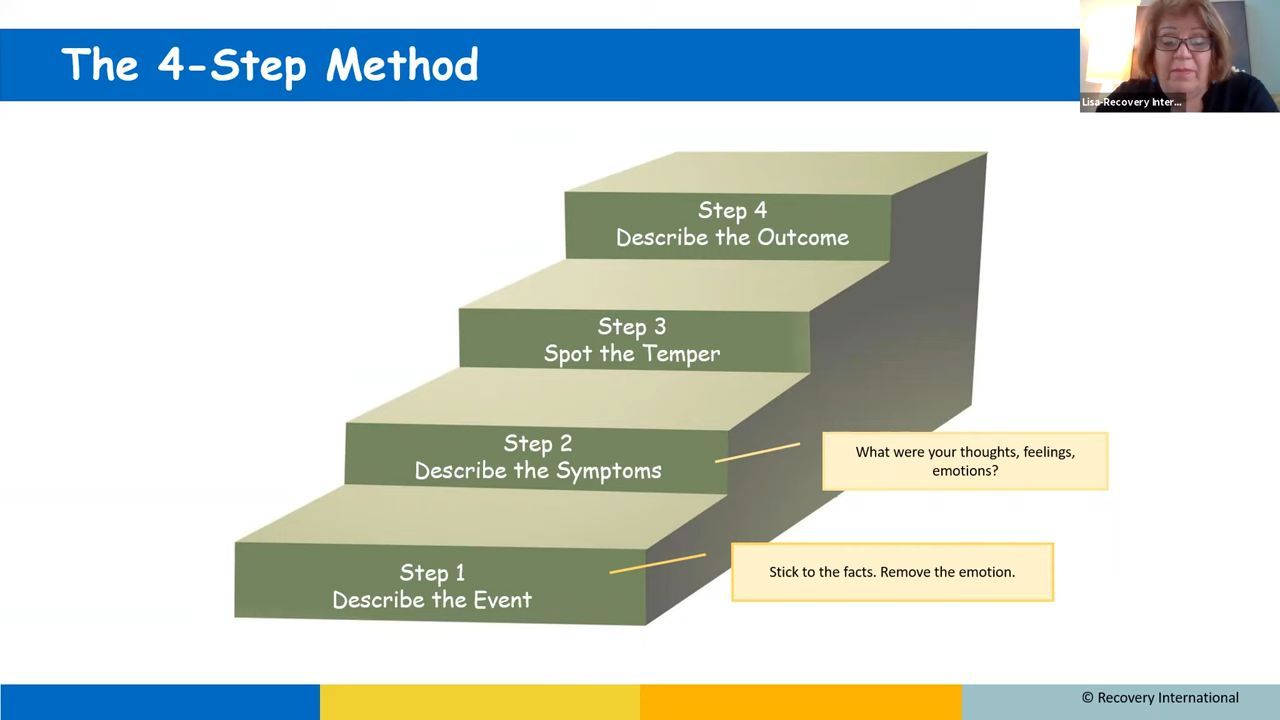 The 4-Step Method
Lisa-Recovery Inter...
Step 4
Describe the Outcome
Step 3
Spot the Temper
Step 2
Describe the Symptoms
What were your thoughts, feelings,
emotions?
Step 1
Describe the Event
Stick to the facts. Remove the emotion.
© Recovery International